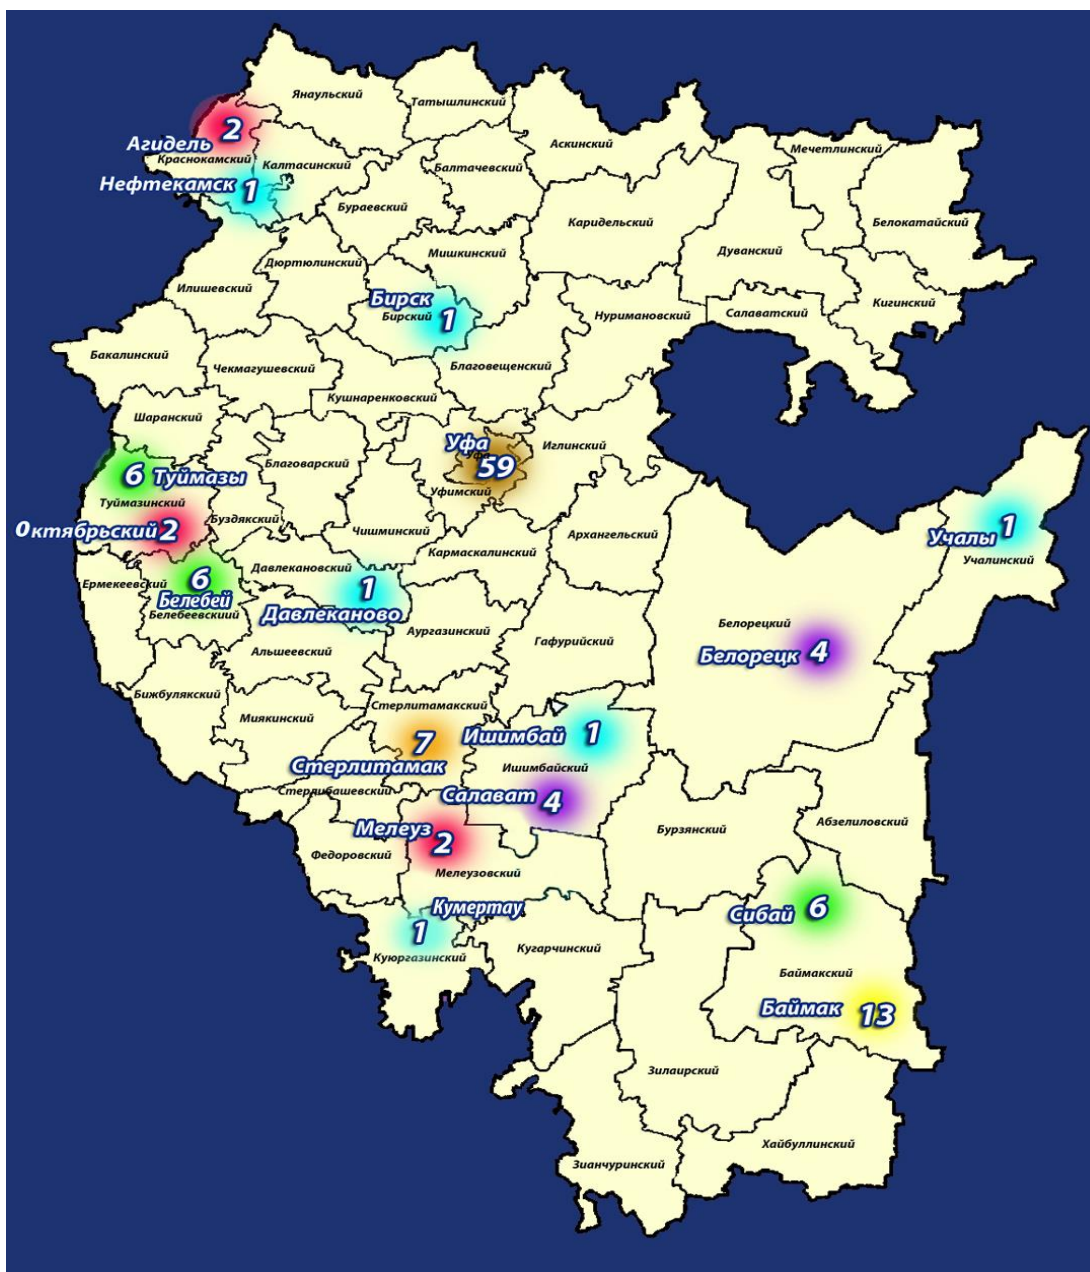 Янаульский
Татышлинский
Аскинский
Мечетлинский
2
Агидель
Краснокамский
Калтасинский
Балтачевский
Нефтекамск
1
Бураевский
Каридельский
Белокатайский
Дуванский
Мишкинский
Дюртюлинский
Илишевский
Бирск
Бирский
1
Нуримановский
Салаватский
Кигинский
Бакалинский
Чекмагушевский
Благовещенский
Кушнаренковский
Шаранский
Уфа
Уфа
59
Иглинский
Благоварский
6
Туймазы
Туймазинский
Уфимский
Буздякский
Октябрьский
2
Чишминский
Архангельский
Учалы
1
Учалинский
Кармаскалинский
Давлекановский
Ермекеевский
6
Белебей
Белебеевскиий
1
Давлеканово
Аургазинский
Гафурийский
Белорецкий
Белорецк
4
Альшеевский
Бижбулякский
Миякинский
Стерлитамакский
7
Стерлитамак
Ишимбай
1
Ишимбайский
Стерлибашевский
Салават
4
Мелеуз
2
Федоровский
Мелеузовский
Бурзянский
Абзелиловский
Кумертау
1
Куюргазинский
Сибай
6
Кугарчинский
Баймакский
Баймак
13
Зилаирский
Хайбуллинский
Зианчуринский